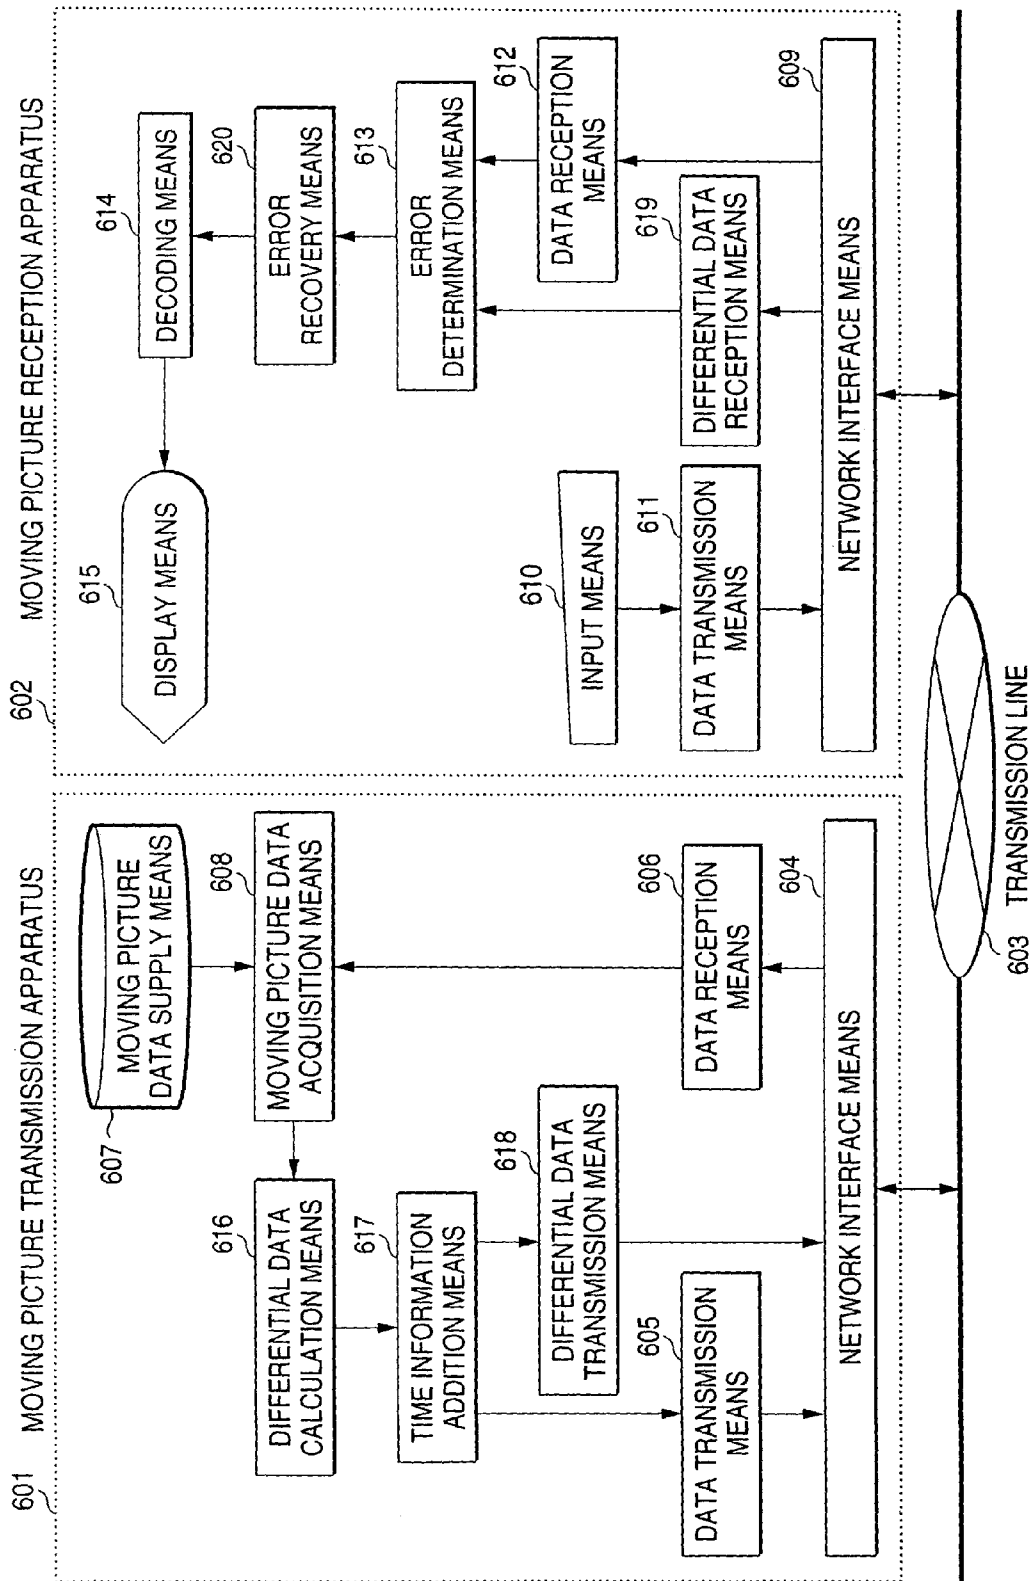 MOVING PICTURE TRANSMISSION APPARATUS
601
607
MOVING PICTURE
DATA SUPPLY MEANS
608
MOVING PICTURE DATA
ACQUISITION MEANS
616
DIFFERENTIAL DATA
CALCULATION MEANS
617
TIME INFORMATION
ADDITION MEANS
618
DIFFERENTIAL DATA
TRANSMISSION MEANS
605
DATA TRANSMISSION
MEANS
606
DATA RECEPTION
MEANS
604
NETWORK INTERFACE MEANS
MOVING PICTURE RECEPTION APPARATUS
602
615
DISPLAY MEANS
614
DECODING MEANS
620
ERROR
RECOVERY MEANS
613
ERROR
DETERMINATION MEANS
612
DATA RECEPTION
MEANS
610
INPUT MEANS
611
DATA TRANSMISSION
MEANS
619
DIFFERENTIAL DATA
RECEPTION MEANS
609
NETWORK INTERFACE MEANS
603
TRANSMISSION LINE